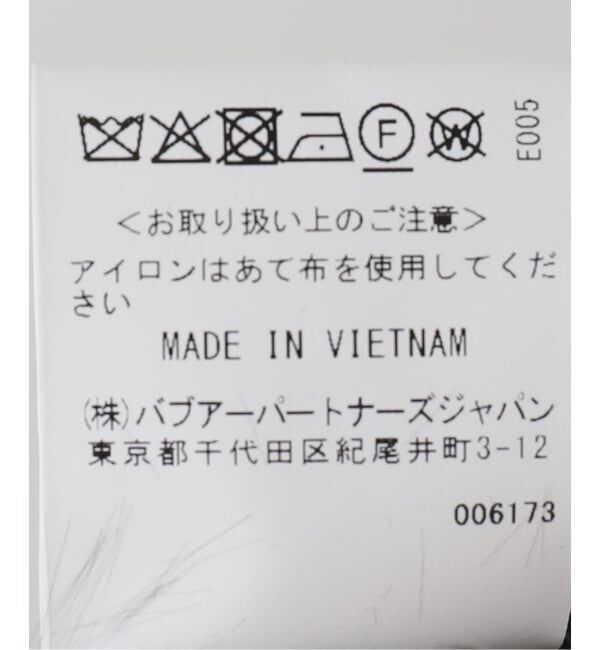 F W E005
＜お取り扱い上のご注意＞
アイロンはあて布を使用してくだ
さい
MADE IN VIETNAM
(株)バブアーパートナーズジャパン
東京都千代田区紀尾井町3-12
006173